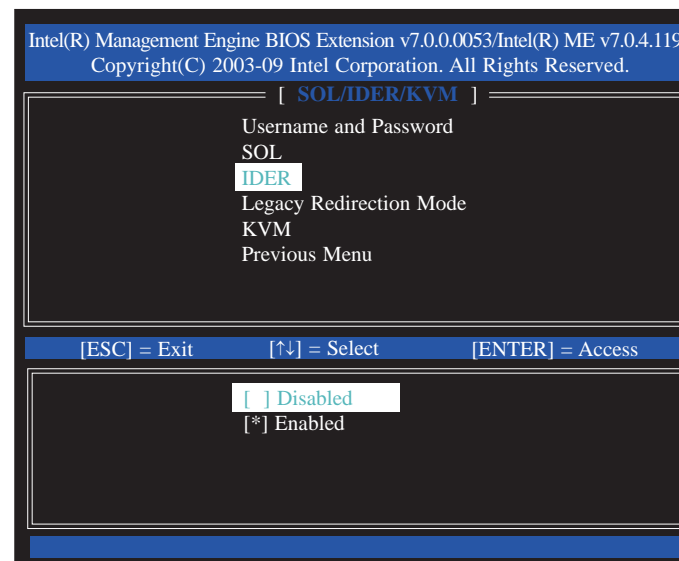 Intel(R) Management Engine BIOS Extension v7.0.0.0053/Intel(R) ME v7.0.4.119
Copyright(C) 2003-09 Intel Corporation. All Rights Reserved.
[ SOL/IDER/KVM ]
Username and Password
SOL
IDER
Legacy Redirection Mode
KVM
Previous Menu
[ESC] = Exit [↑↓] = Select [ENTER] = Access
[ ] Disabled
[*] Enabled